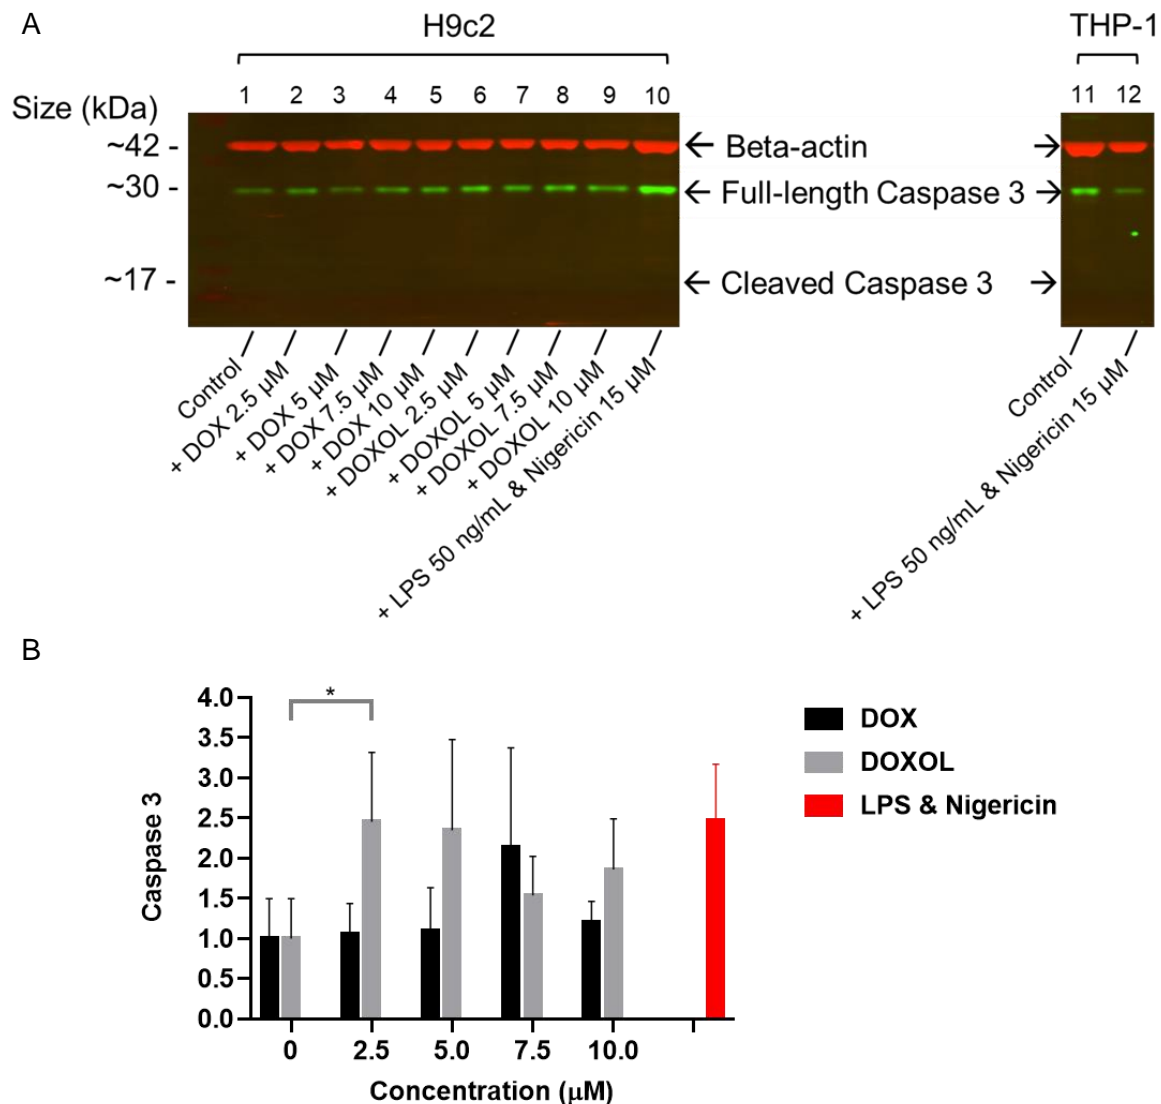 A
H9c2
THP-1
1 2 3 4 5 6 7 8 9 10 11 12
Size (kDa)
~42 - ← Beta-actin →
~30 - ← Full-length Caspase 3 →
~17 - ← Cleaved Caspase 3 →
Control
+ DOX 2.5 µM
+ DOX 5 µM
+ DOX 7.5 µM
+ DOX 10 µM
+ DOXOL 2.5 µM
+ DOXOL 5 µM
+ DOXOL 7.5 µM
+ DOXOL 10 µM
+ LPS 50 ng/mL & Nigericin 15 µM
Control
+ LPS 50 ng/mL & Nigericin 15 µM
B
4.0
3.5
3.0
2.5
2.0
1.5
1.0
0.5
0.0
Caspase 3
*
0 2.5 5.0 7.5 10.0
Concentration (µM)
DOX
DOXOL
LPS & Nigericin